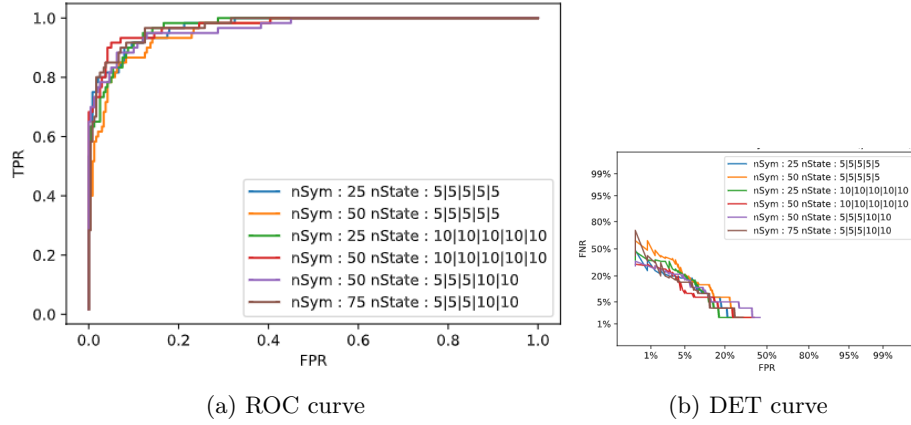 1.0
0.8
0.6
0.4
0.2
0.0
TPR
nSym : 25 nState : 5|5|5|5|5
nSym : 50 nState : 5|5|5|5|5
nSym : 25 nState : 10|10|10|10|10
nSym : 50 nState : 10|10|10|10|10
nSym : 50 nState : 5|5|5|10|10
nSym : 75 nState : 5|5|5|10|10
0.0 0.2 0.4 0.6 0.8 1.0
FPR
(a) ROC curve
99%
95%
80%
50%
20%
5%
1%
FNR
nSym : 25 nState : 5|5|5|5|5
nSym : 50 nState : 5|5|5|5|5
nSym : 25 nState : 10|10|10|10|10
nSym : 50 nState : 10|10|10|10|10
nSym : 50 nState : 5|5|5|10|10
nSym : 75 nState : 5|5|5|10|10
1% 5% 20% 50% 80% 95% 99%
FPR
(b) DET curve